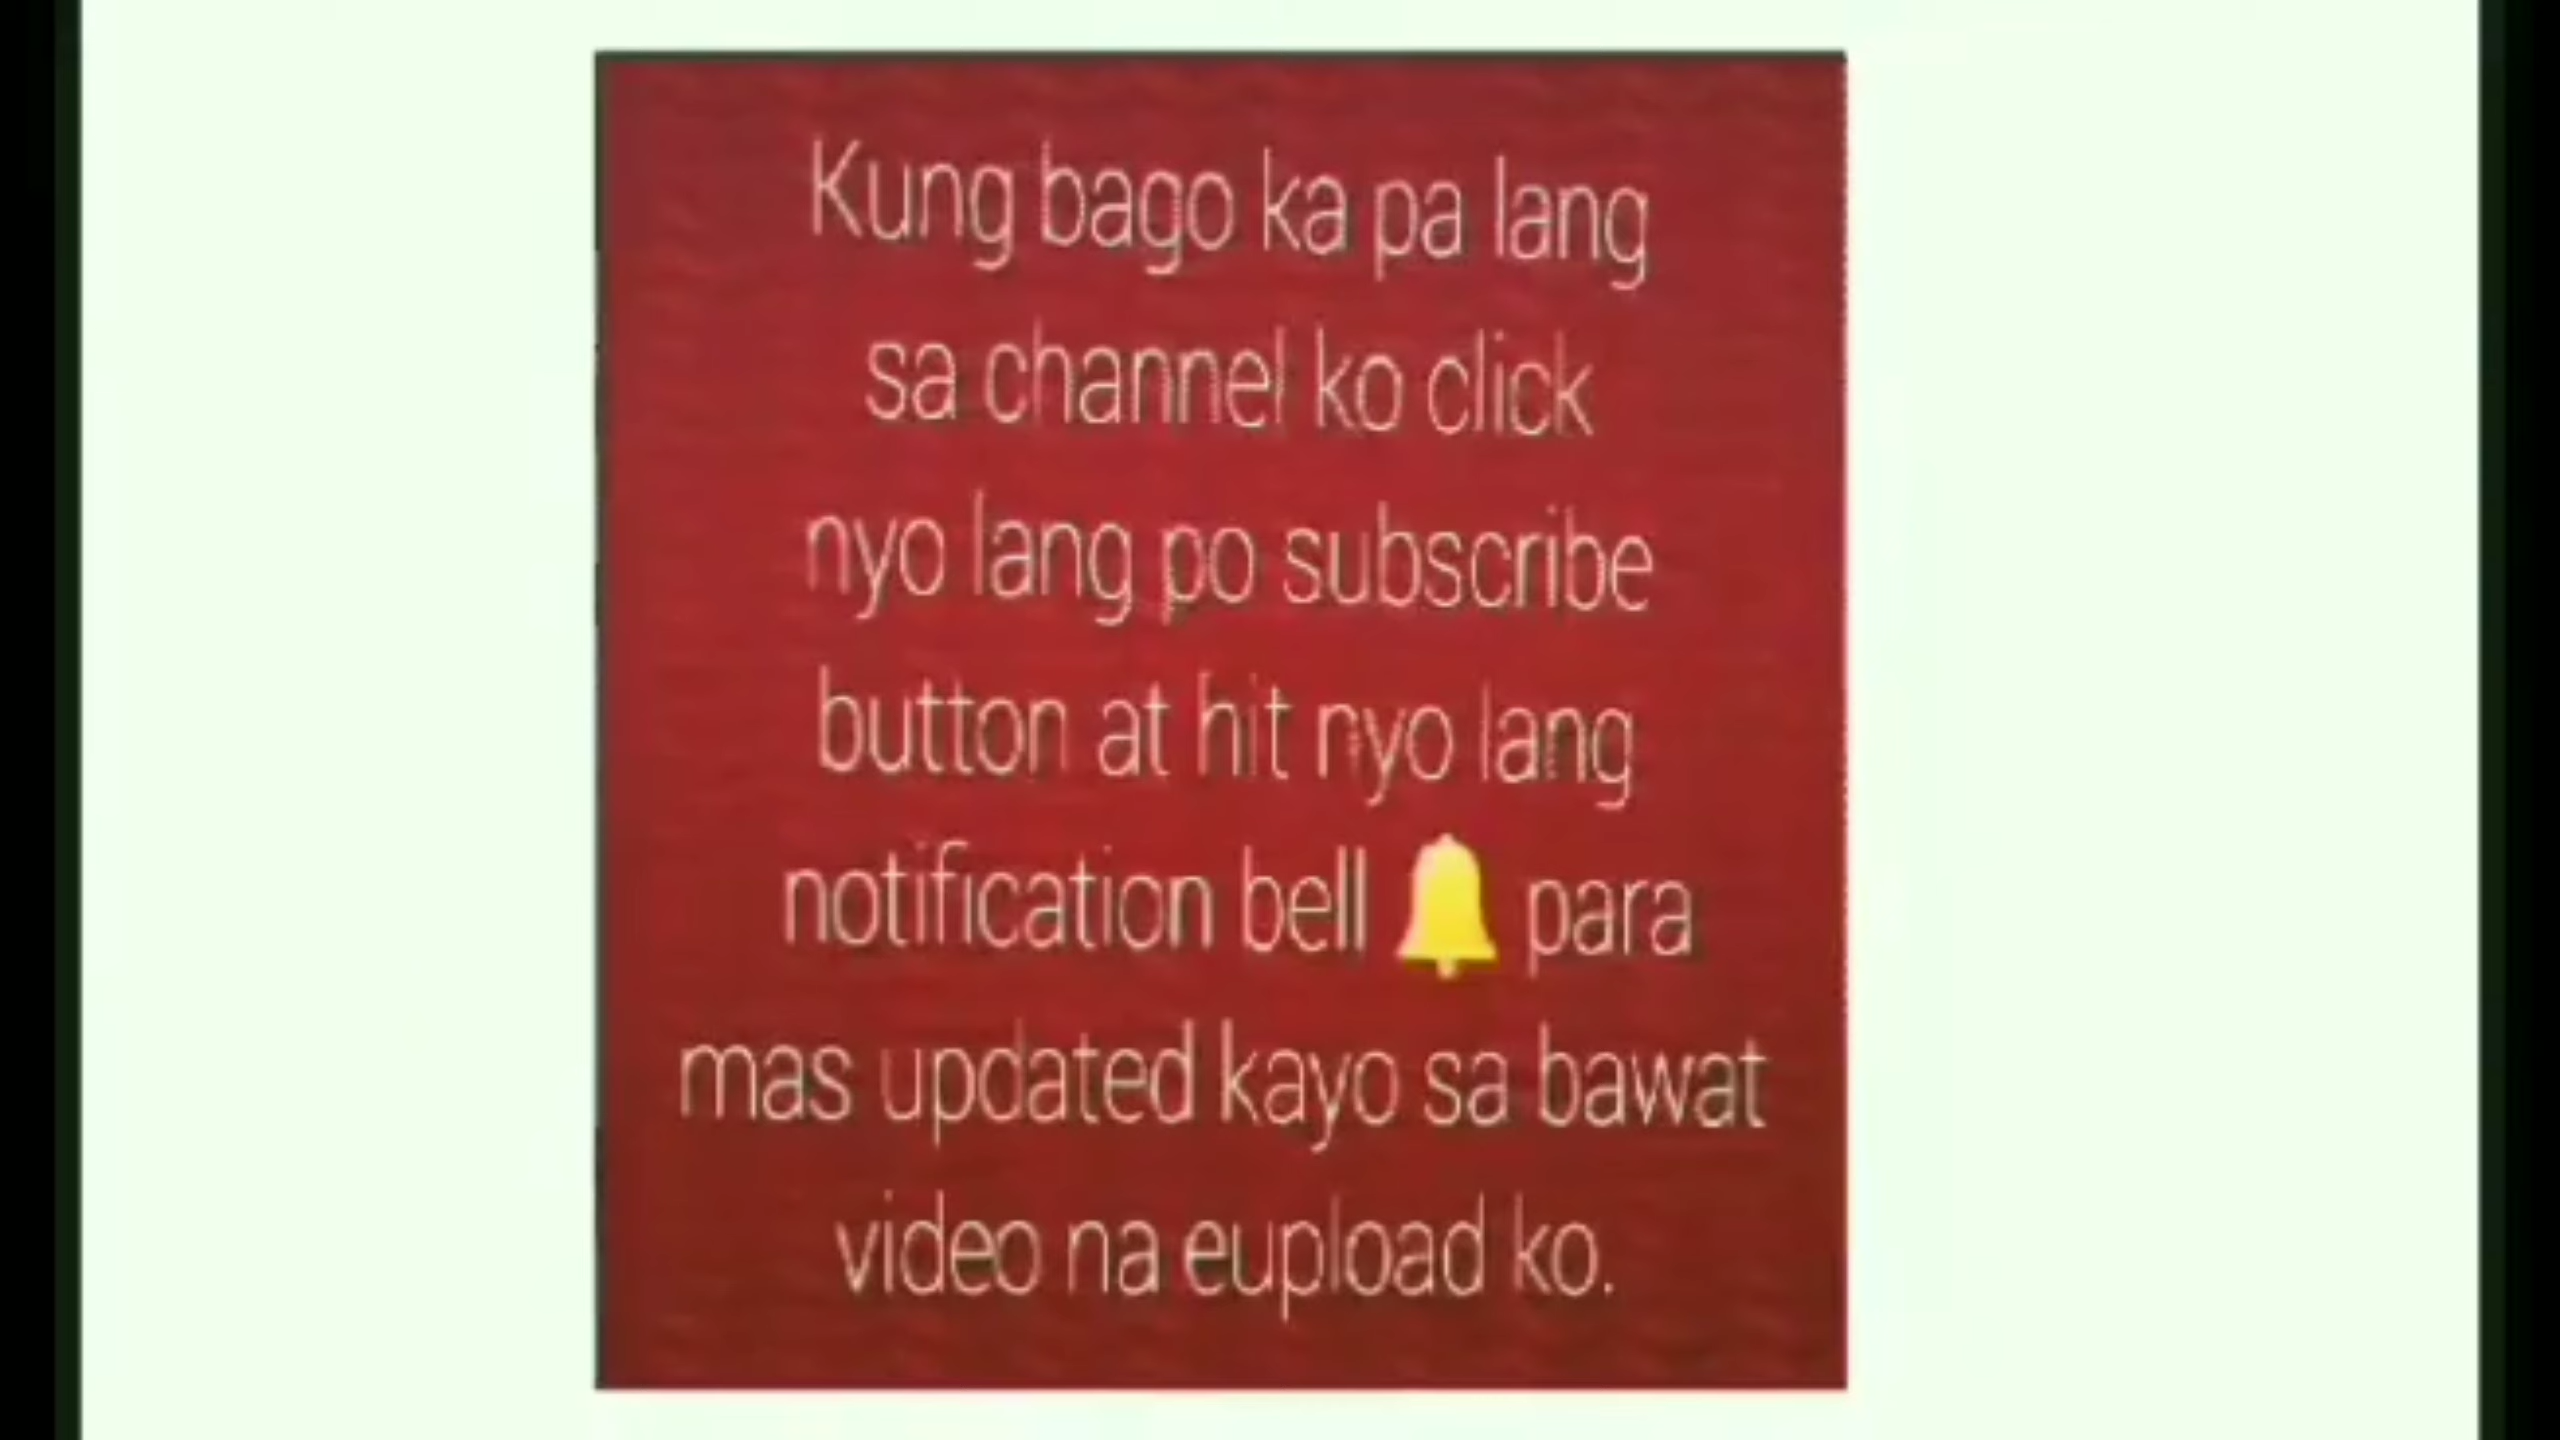 Kung bago ka pa lang
sa channel ko click
nyo lang po subscribe
button at hit nyo lang
notification bell 🔔 para
mas updated kayo sa bawat
video na eupload ko.